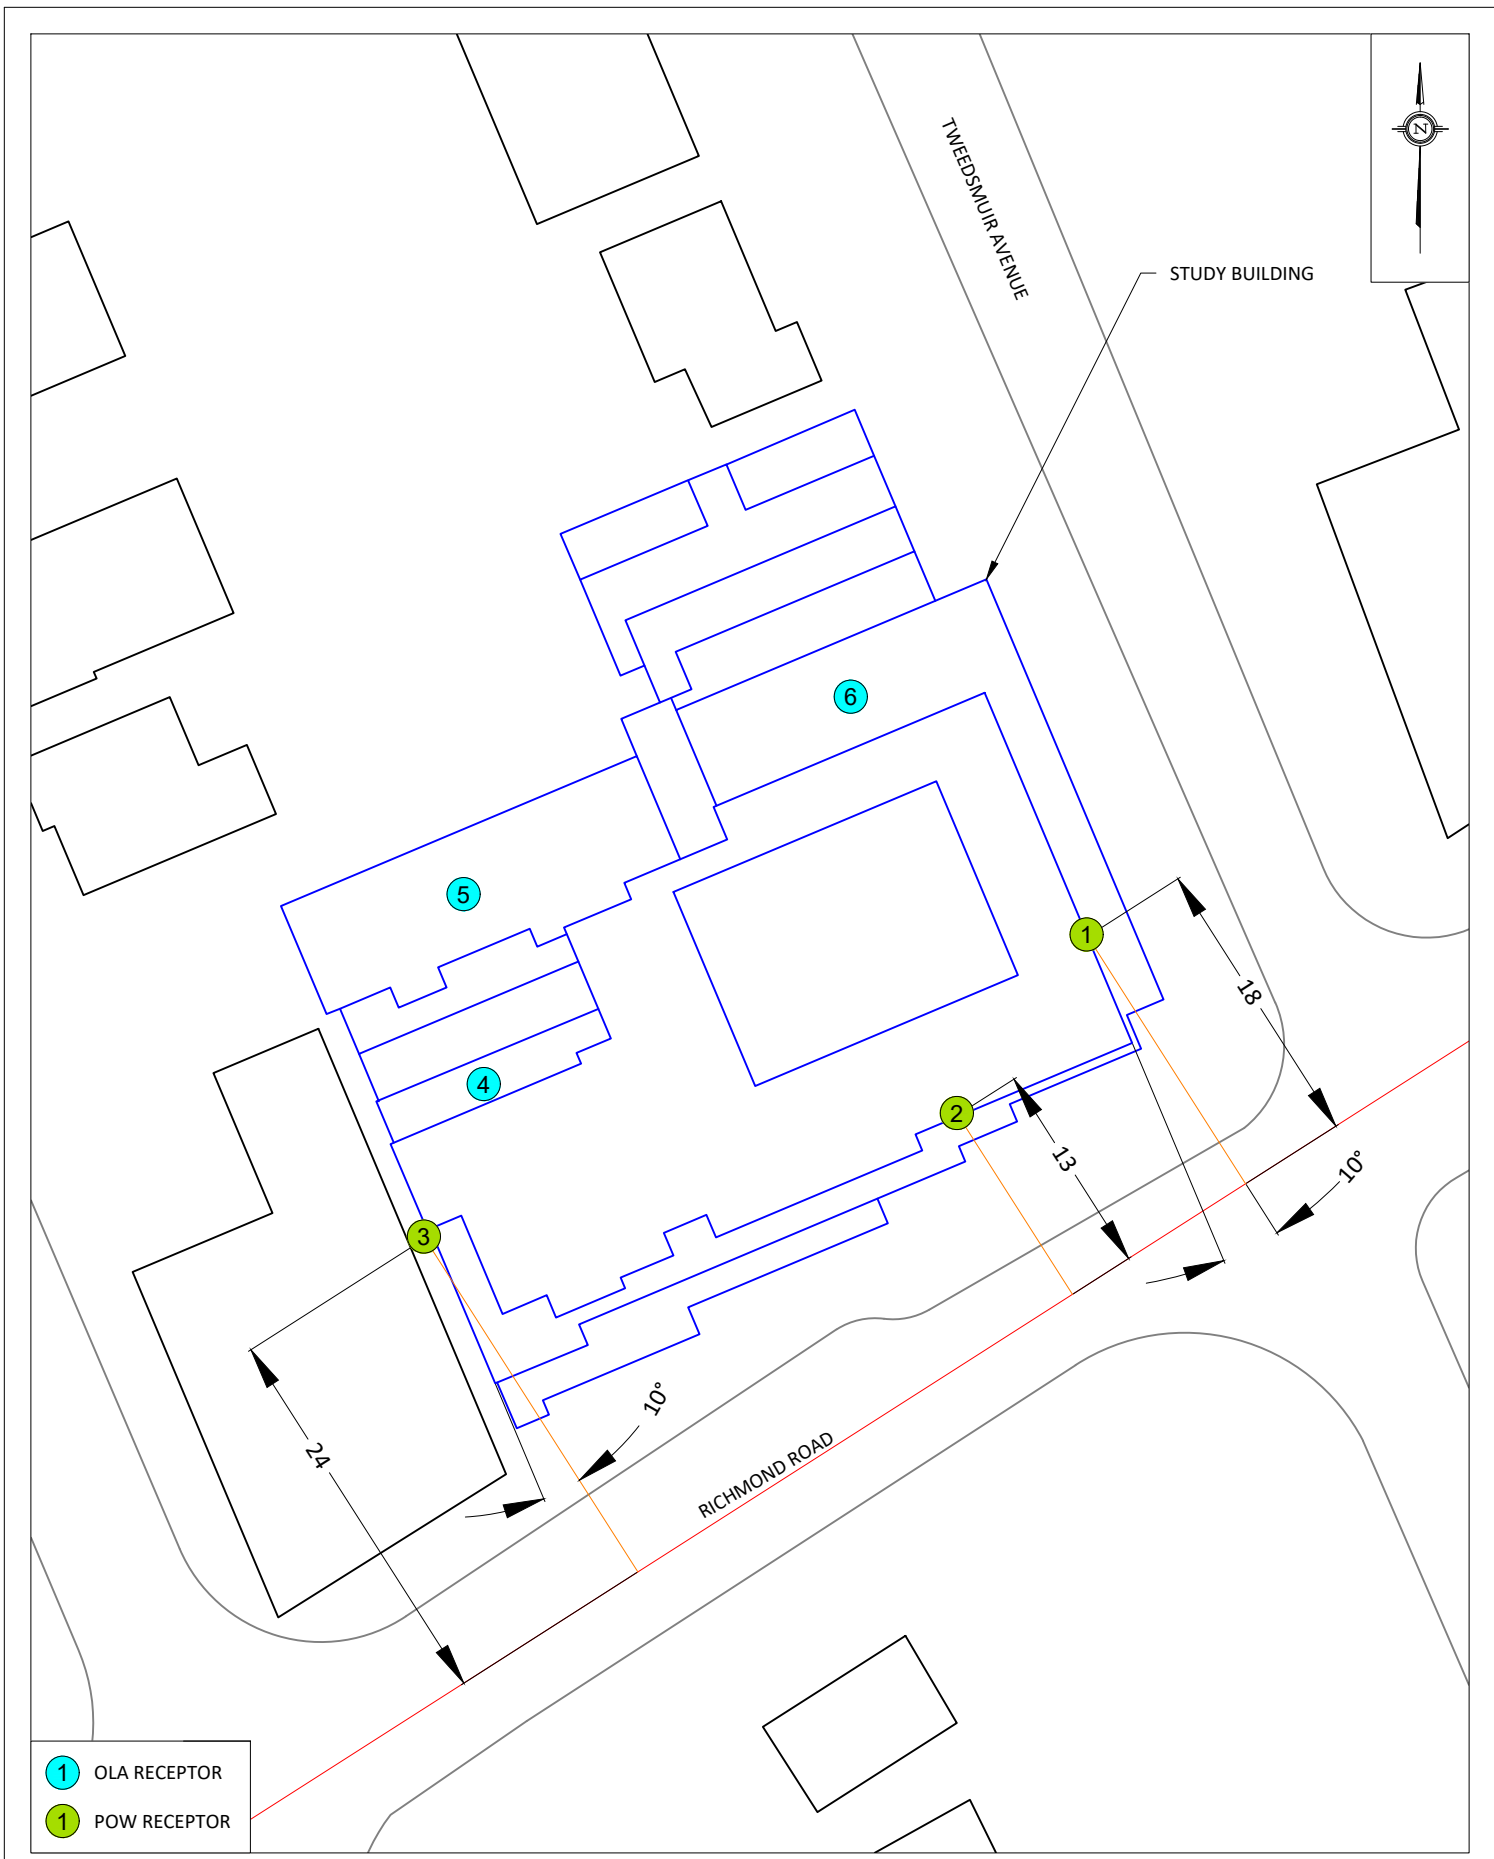 N
TWEEDSMUIR AVENUE
STUDY BUILDING
6
5
1
18
4
2
13
10°
3
10°
24
RICHMOND ROAD
1 OLA RECEPTOR
1 POW RECEPTOR